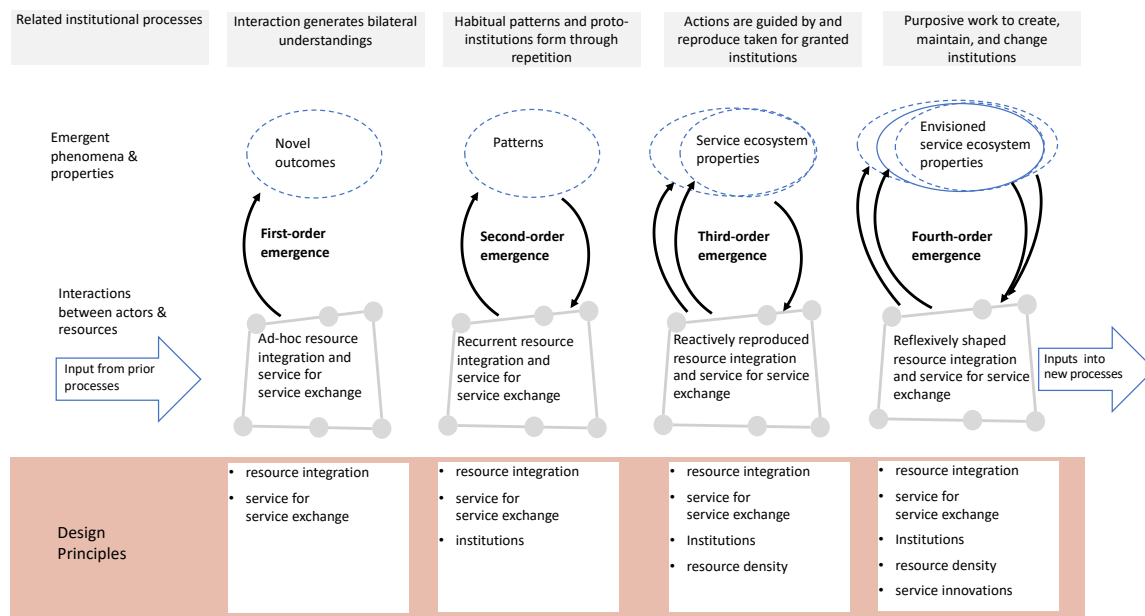 Related institutional processes
Interaction generates bilateral
understandings
Habitual patterns and proto-
institutions form through
repetition
Actions are guided by and
reproduce taken for granted
institutions
Purposive work to create,
maintain, and change
institutions
Emergent
phenomena &
properties
Novel
outcomes
Patterns
Service ecosystem
properties
Envisioned
service ecosystem
properties
First-order
emergence
Second-order
emergence
Third-order
emergence
Fourth-order
emergence
Interactions
between actors &
resources
Input from prior
processes
Ad-hoc resource
integration and
service for
service exchange
Recurrent resource
integration and
service for
service exchange
Reactively reproduced
resource integration
and service for service
exchange
Reflexively shaped
resource integration
and service for service
exchange
Inputs into
new processes
Design
Principles
• resource integration
• service for
service exchange
• resource integration
• service for
service exchange
• institutions
• resource integration
• service for
service exchange
• Institutions
• resource density
• resource integration
• service for
service exchange
• Institutions
• resource density
• service innovations